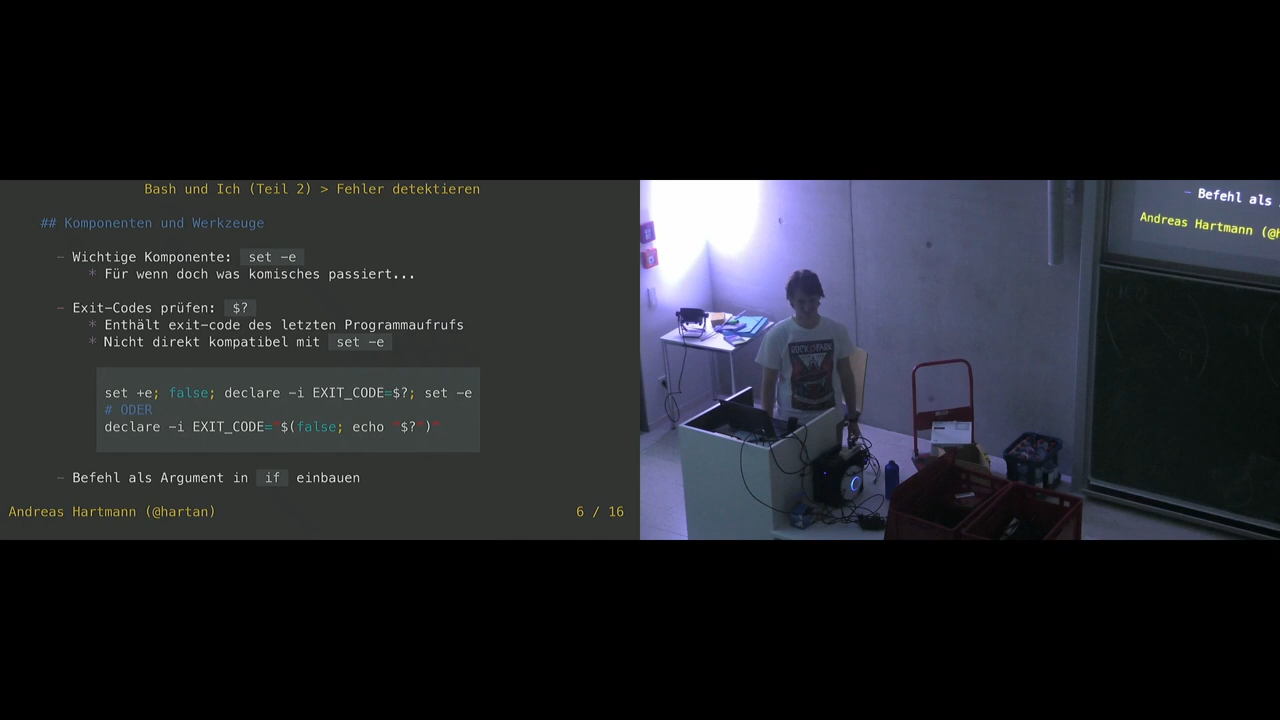 Bash und Ich (Teil 2) > Fehler detektieren
## Komponenten und Werkzeuge
– Wichtige Komponente: set -e
* Für wenn doch was komisches passiert...
– Exit-Codes prüfen: $?
* Enthält exit-code des letzten Programmaufrufs
* Nicht direkt kompatibel mit set -e
set +e; false; declare -i EXIT_CODE=$?; set -e
# ODER
declare -i EXIT_CODE="$(false; echo "$?")"
– Befehl als Argument in if einbauen
Andreas Hartmann (@hartan)
6 / 16
– Befehl als
Andreas Hartmann (@h
ROCK PARK